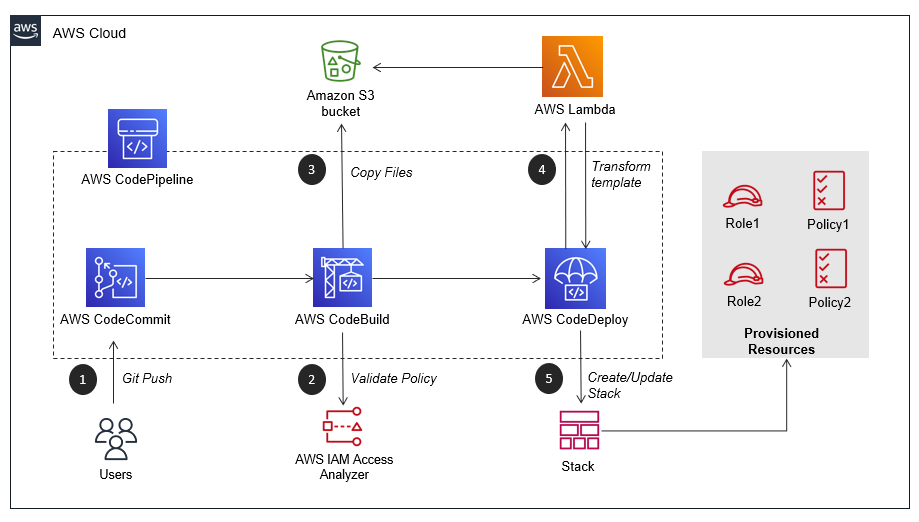 aws
AWS Cloud
Amazon S3
bucket
AWS Lambda
AWS CodePipeline
3
Copy Files
4
Transform
template
Role1
Policy1
Role2
Policy2
Provisioned
Resources
AWS CodeCommit
AWS CodeBuild
AWS CodeDeploy
1
Git Push
2
Validate Policy
5
Create/Update
Stack
Users
AWS IAM Access
Analyzer
Stack